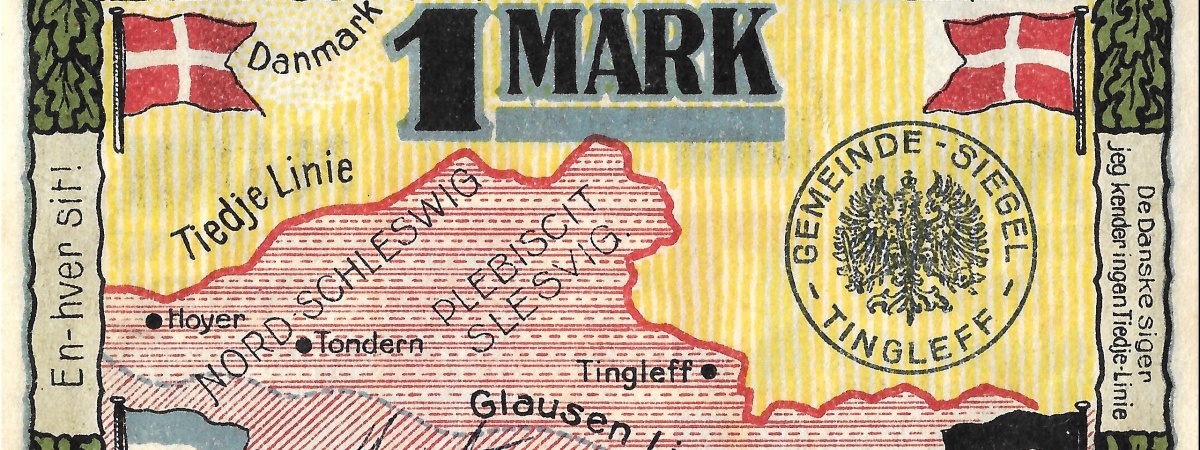 Danmark
1 MARK
Tiedje Linie
NORD-SCHLESWIG
PLEBISCIT
SLESVIG.
Hoyer
Tondern
Tingleff
Glausen
GEMEINDE-SIEGEL
- TINGLEFF -
En-hver sit!
De Danske siger
jeg kender ingen Tiedje-Linie